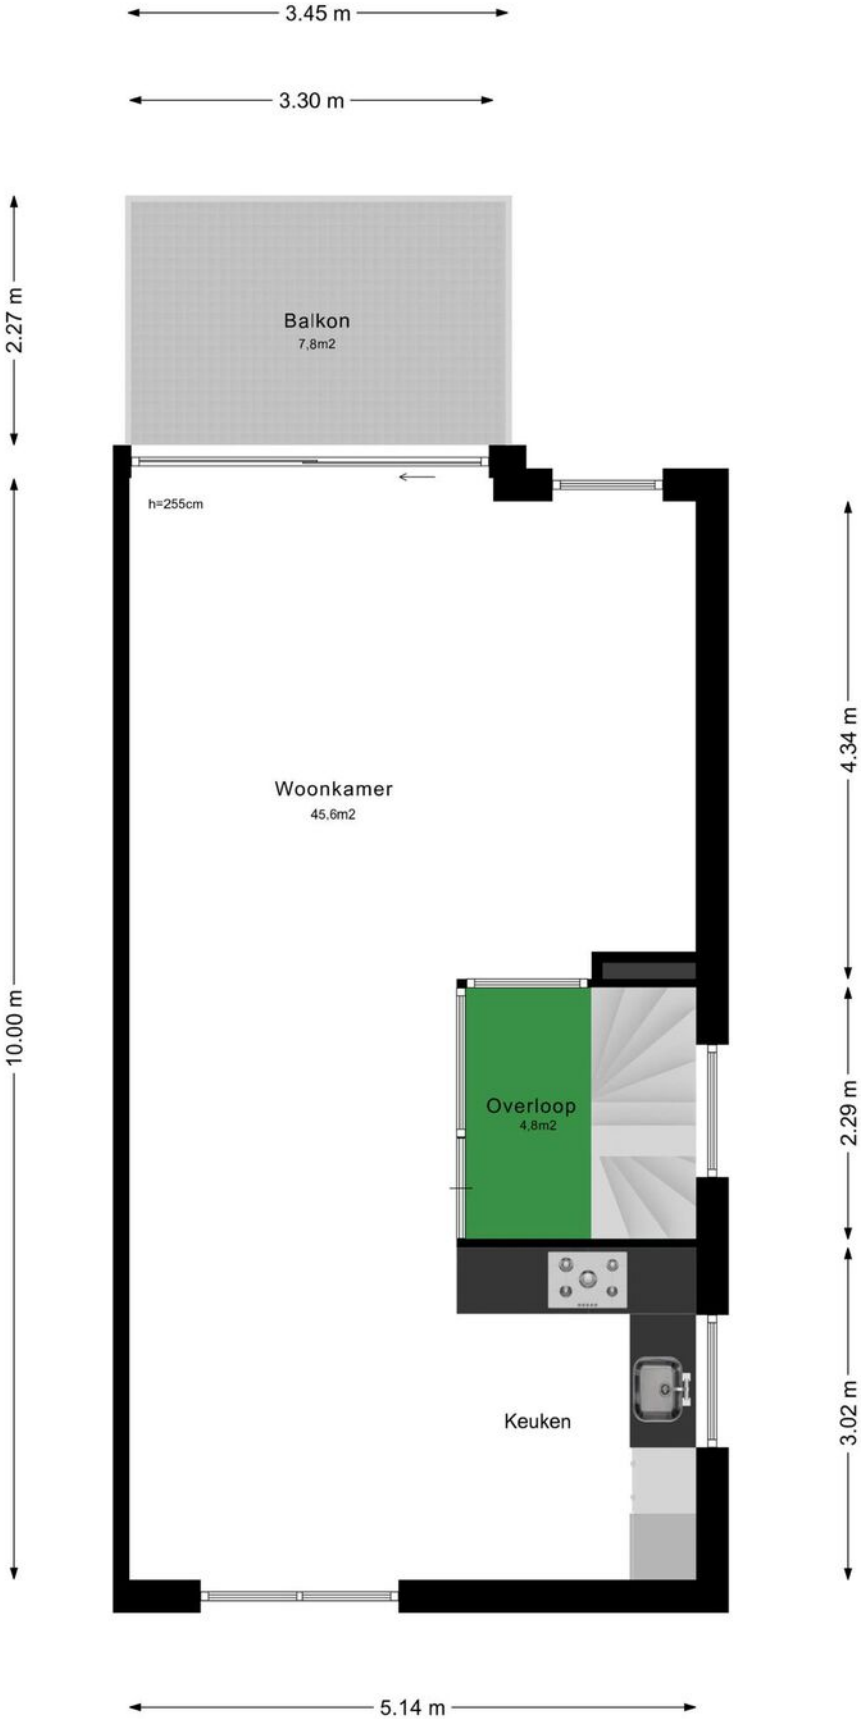 3.45 m
3.30 m
2.27 m
Balkon
7,8m2
h=255cm
4.34 m
Woonkamer
45,6m2
10.00 m
Overloop
4,8m2
2.29 m
Keuken
3.02 m
5.14 m